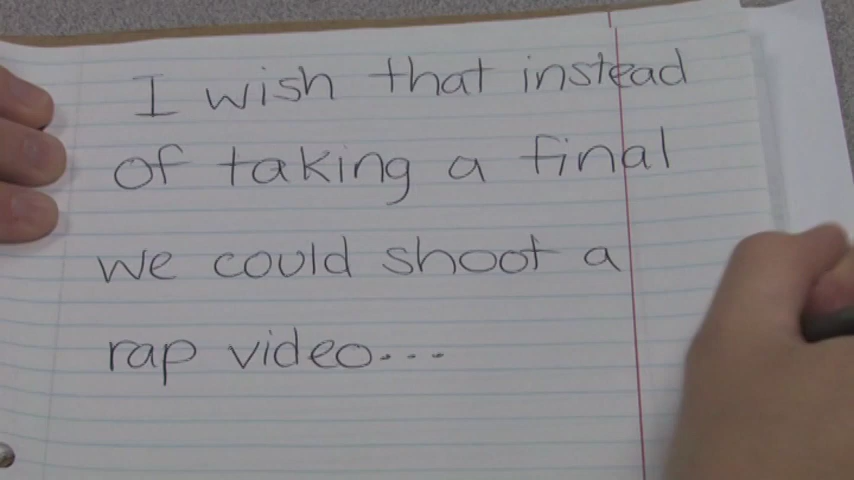 I wish that instead
of taking a final
we could shoot a
rap video...